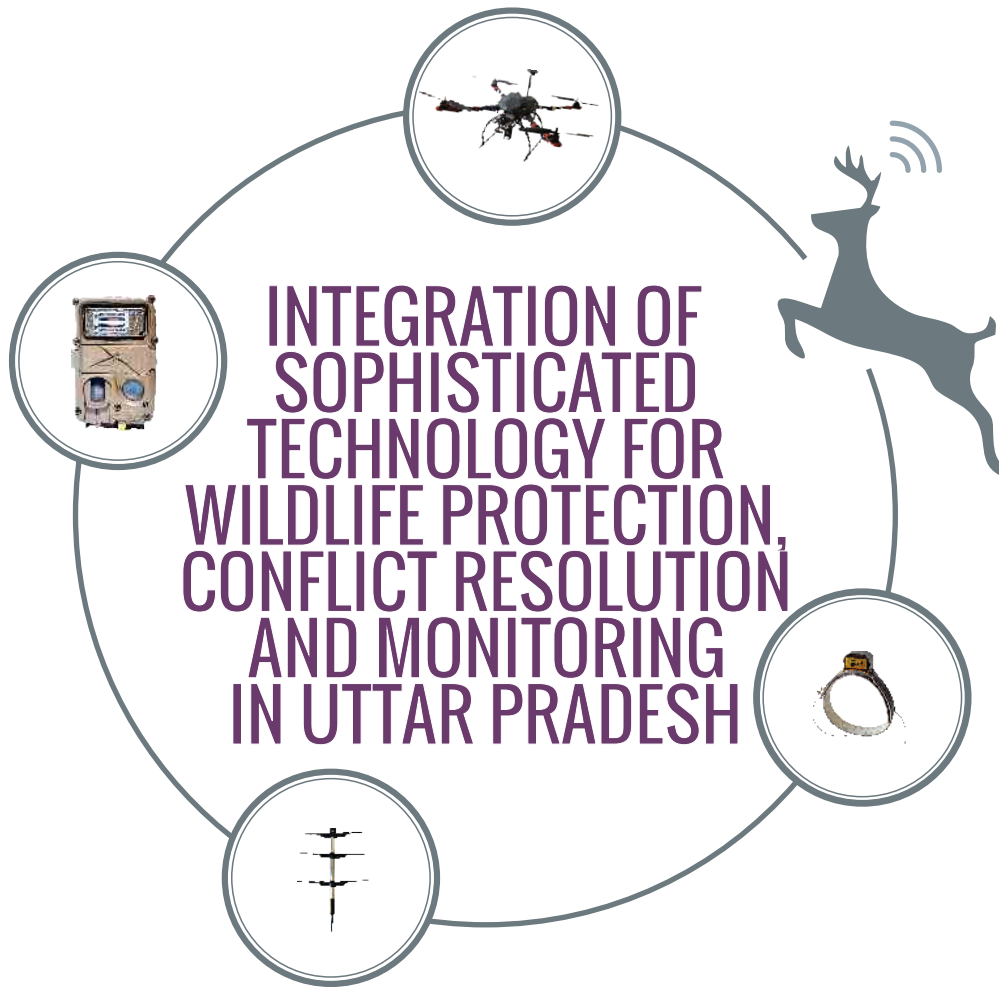 INTEGRATION OF
SOPHISTICATED
TECHNOLOGY FOR
WILDLIFE PROTECTION,
CONFLICT RESOLUTION
AND MONITORING
IN UTTAR PRADESH